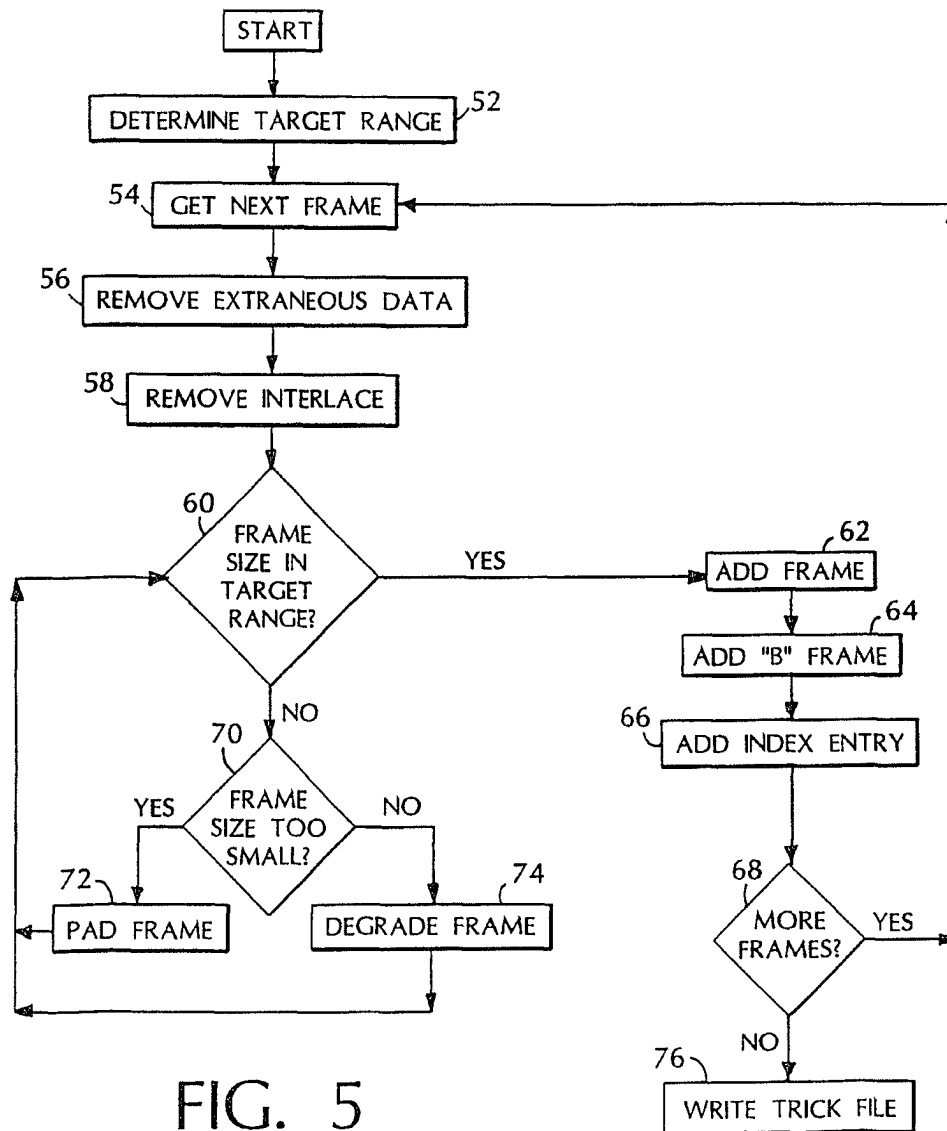 START
52
DETERMINE TARGET RANGE
54
GET NEXT FRAME
56
REMOVE EXTRANEOUS DATA
58
REMOVE INTERLACE
60
FRAME
SIZE IN
TARGET
RANGE?
YES
62
ADD FRAME
64
ADD "B" FRAME
66
ADD INDEX ENTRY
NO
70
FRAME
SIZE TOO
SMALL?
YES
NO
72
PAD FRAME
74
DEGRADE FRAME
68
MORE
FRAMES?
YES
NO
76
WRITE TRICK FILE
FIG. 5